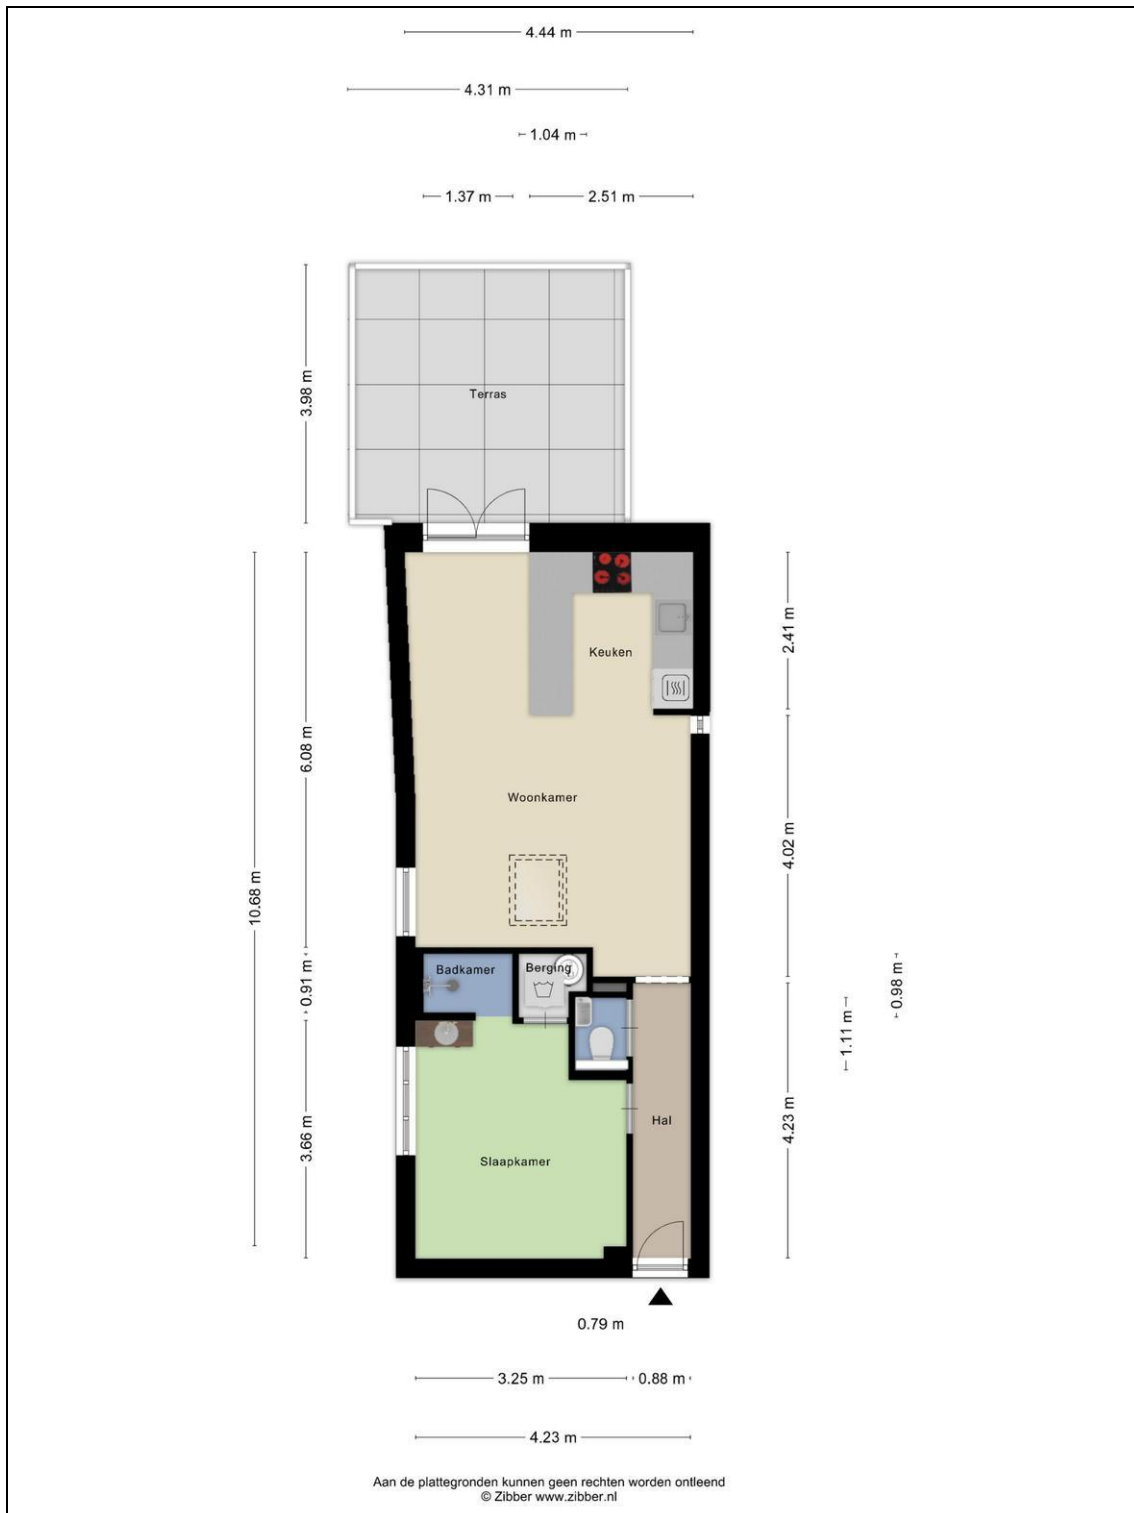 4.44 m
4.31 m
1.04 m
1.37 m
2.51 m
3.98 m
Terras
2.41 m
Keuken
6.08 m
Woonkamer
4.02 m
10.68 m
Badkamer
Berging
0.91 m
0.98 m
1.11 m
Hal
4.23 m
3.66 m
Slaapkamer
0.79 m
3.25 m
0.88 m
4.23 m
Aan de plattegronden kunnen geen rechten worden ontleend
© Zibber www.zibber.nl